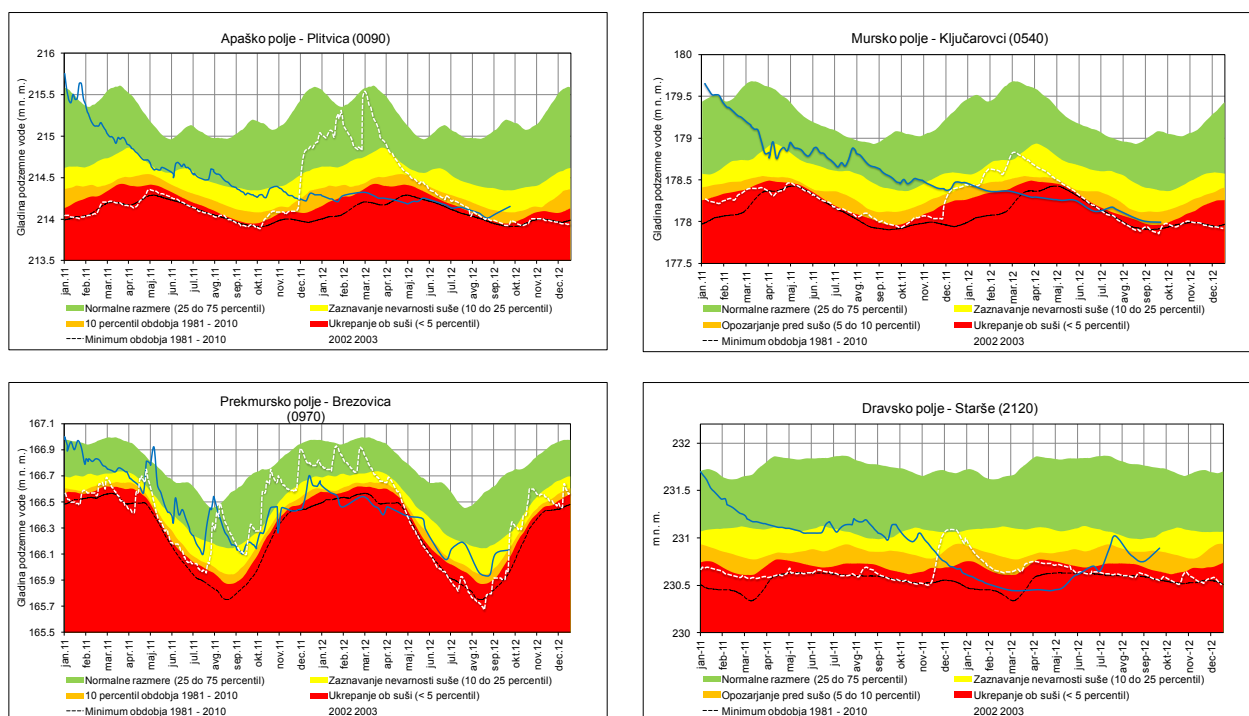 Apaško polje - Plitvica (0090)
Gladina podzemne vode (m n. m.)
216
215.5
215
214.5
214
213.5
jan.11
feb.11
mar.11
apr.11
maj.11
jun.11
jul.11
avg.11
sep.11
okt.11
nov.11
dec.11
jan.12
feb.12
mar.12
apr.12
maj.12
jun.12
jul.12
avg.12
sep.12
okt.12
nov.12
dec.12
Normalne razmere (25 do 75 percentil)
Zaznavanje nevarnosti suše (10 do 25 percentil)
10 percentil obdobja 1981 - 2010
Ukrepanje ob suši (< 5 percentil)
Minimum obdobja 1981 - 2010
2002 2003
Mursko polje - Ključarovci (0540)
Gladina podzemne vode (m n. m.)
180
179.5
179
178.5
178
177.5
jan.11
feb.11
mar.11
apr.11
maj.11
jun.11
jul.11
avg.11
sep.11
okt.11
nov.11
dec.11
jan.12
feb.12
mar.12
apr.12
maj.12
jun.12
jul.12
avg.12
sep.12
okt.12
nov.12
dec.12
Normalne razmere (25 do 75 percentil)
Zaznavanje nevarnosti suše (10 do 25 percentil)
Opozarjanje pred sušo (5 do 10 percentil)
Ukrepanje ob suši (< 5 percentil)
Minimum obdobja 1981 - 2010
2002 2003
Prekmursko polje - Brezovica
(0970)
Gladina podzemne vode (m n. m.)
167.1
166.9
166.7
166.5
166.3
166.1
165.9
165.7
165.5
jan.11
feb.11
mar.11
apr.11
maj.11
jun.11
jul.11
avg.11
sep.11
okt.11
nov.11
dec.11
jan.12
feb.12
mar.12
apr.12
maj.12
jun.12
jul.12
avg.12
sep.12
okt.12
nov.12
dec.12
Normalne razmere (25 do 75 percentil)
Zaznavanje nevarnosti suše (10 do 25 percentil)
10 percentil obdobja 1981 - 2010
Ukrepanje ob suši (< 5 percentil)
Minimum obdobja 1981 - 2010
2002 2003
Dravsko polje - Starše (2120)
m n. m.
232
231.5
231
230.5
230
jan-11
feb-11
mar-11
apr-11
maj-11
jun-11
jul-11
avg-11
sep-11
okt-11
nov-11
dec-11
jan-12
feb-12
mar-12
apr-12
maj-12
jun-12
jul-12
avg-12
sep-12
okt-12
nov-12
dec-12
Normalne razmere (25 do 75 percentil)
Zaznavanje nevarnosti suše (10 do 25 percentil)
Opozarjanje pred sušo (5 do 10 percentil)
Ukrepanje ob suši (< 5 percentil)
Minimum obdobja 1981 - 2010
2002 2003